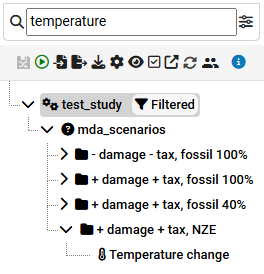 temperature
test_study Filtered
mda_scenarios
- damage - tax, fossil 100%
+ damage + tax, fossil 100%
+ damage + tax, fossil 40%
+ damage + tax, NZE
Temperature change